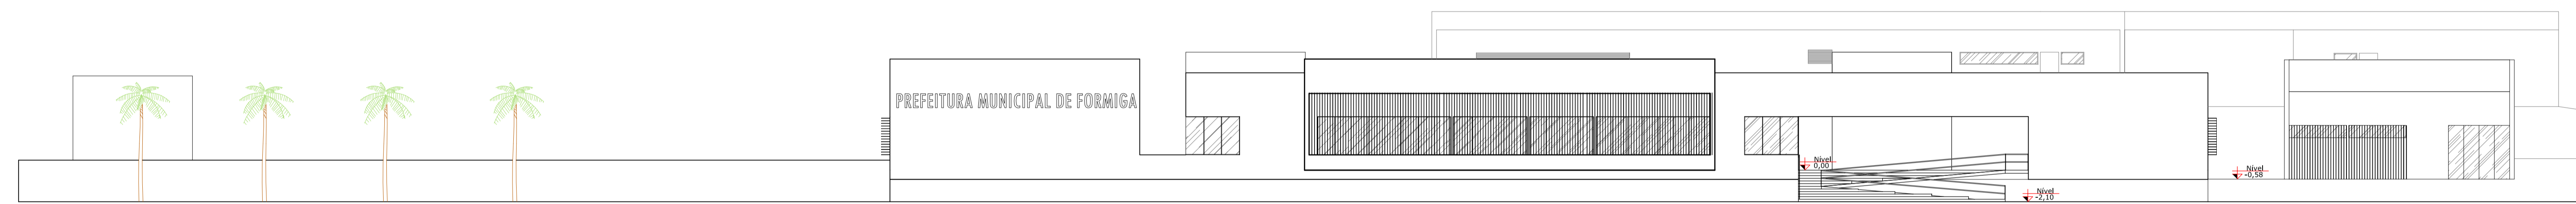 PREFEITURA MUNICIPAL DE FORMIGA
Nível
0,00
Nível
-0,58
Nível
-2,10